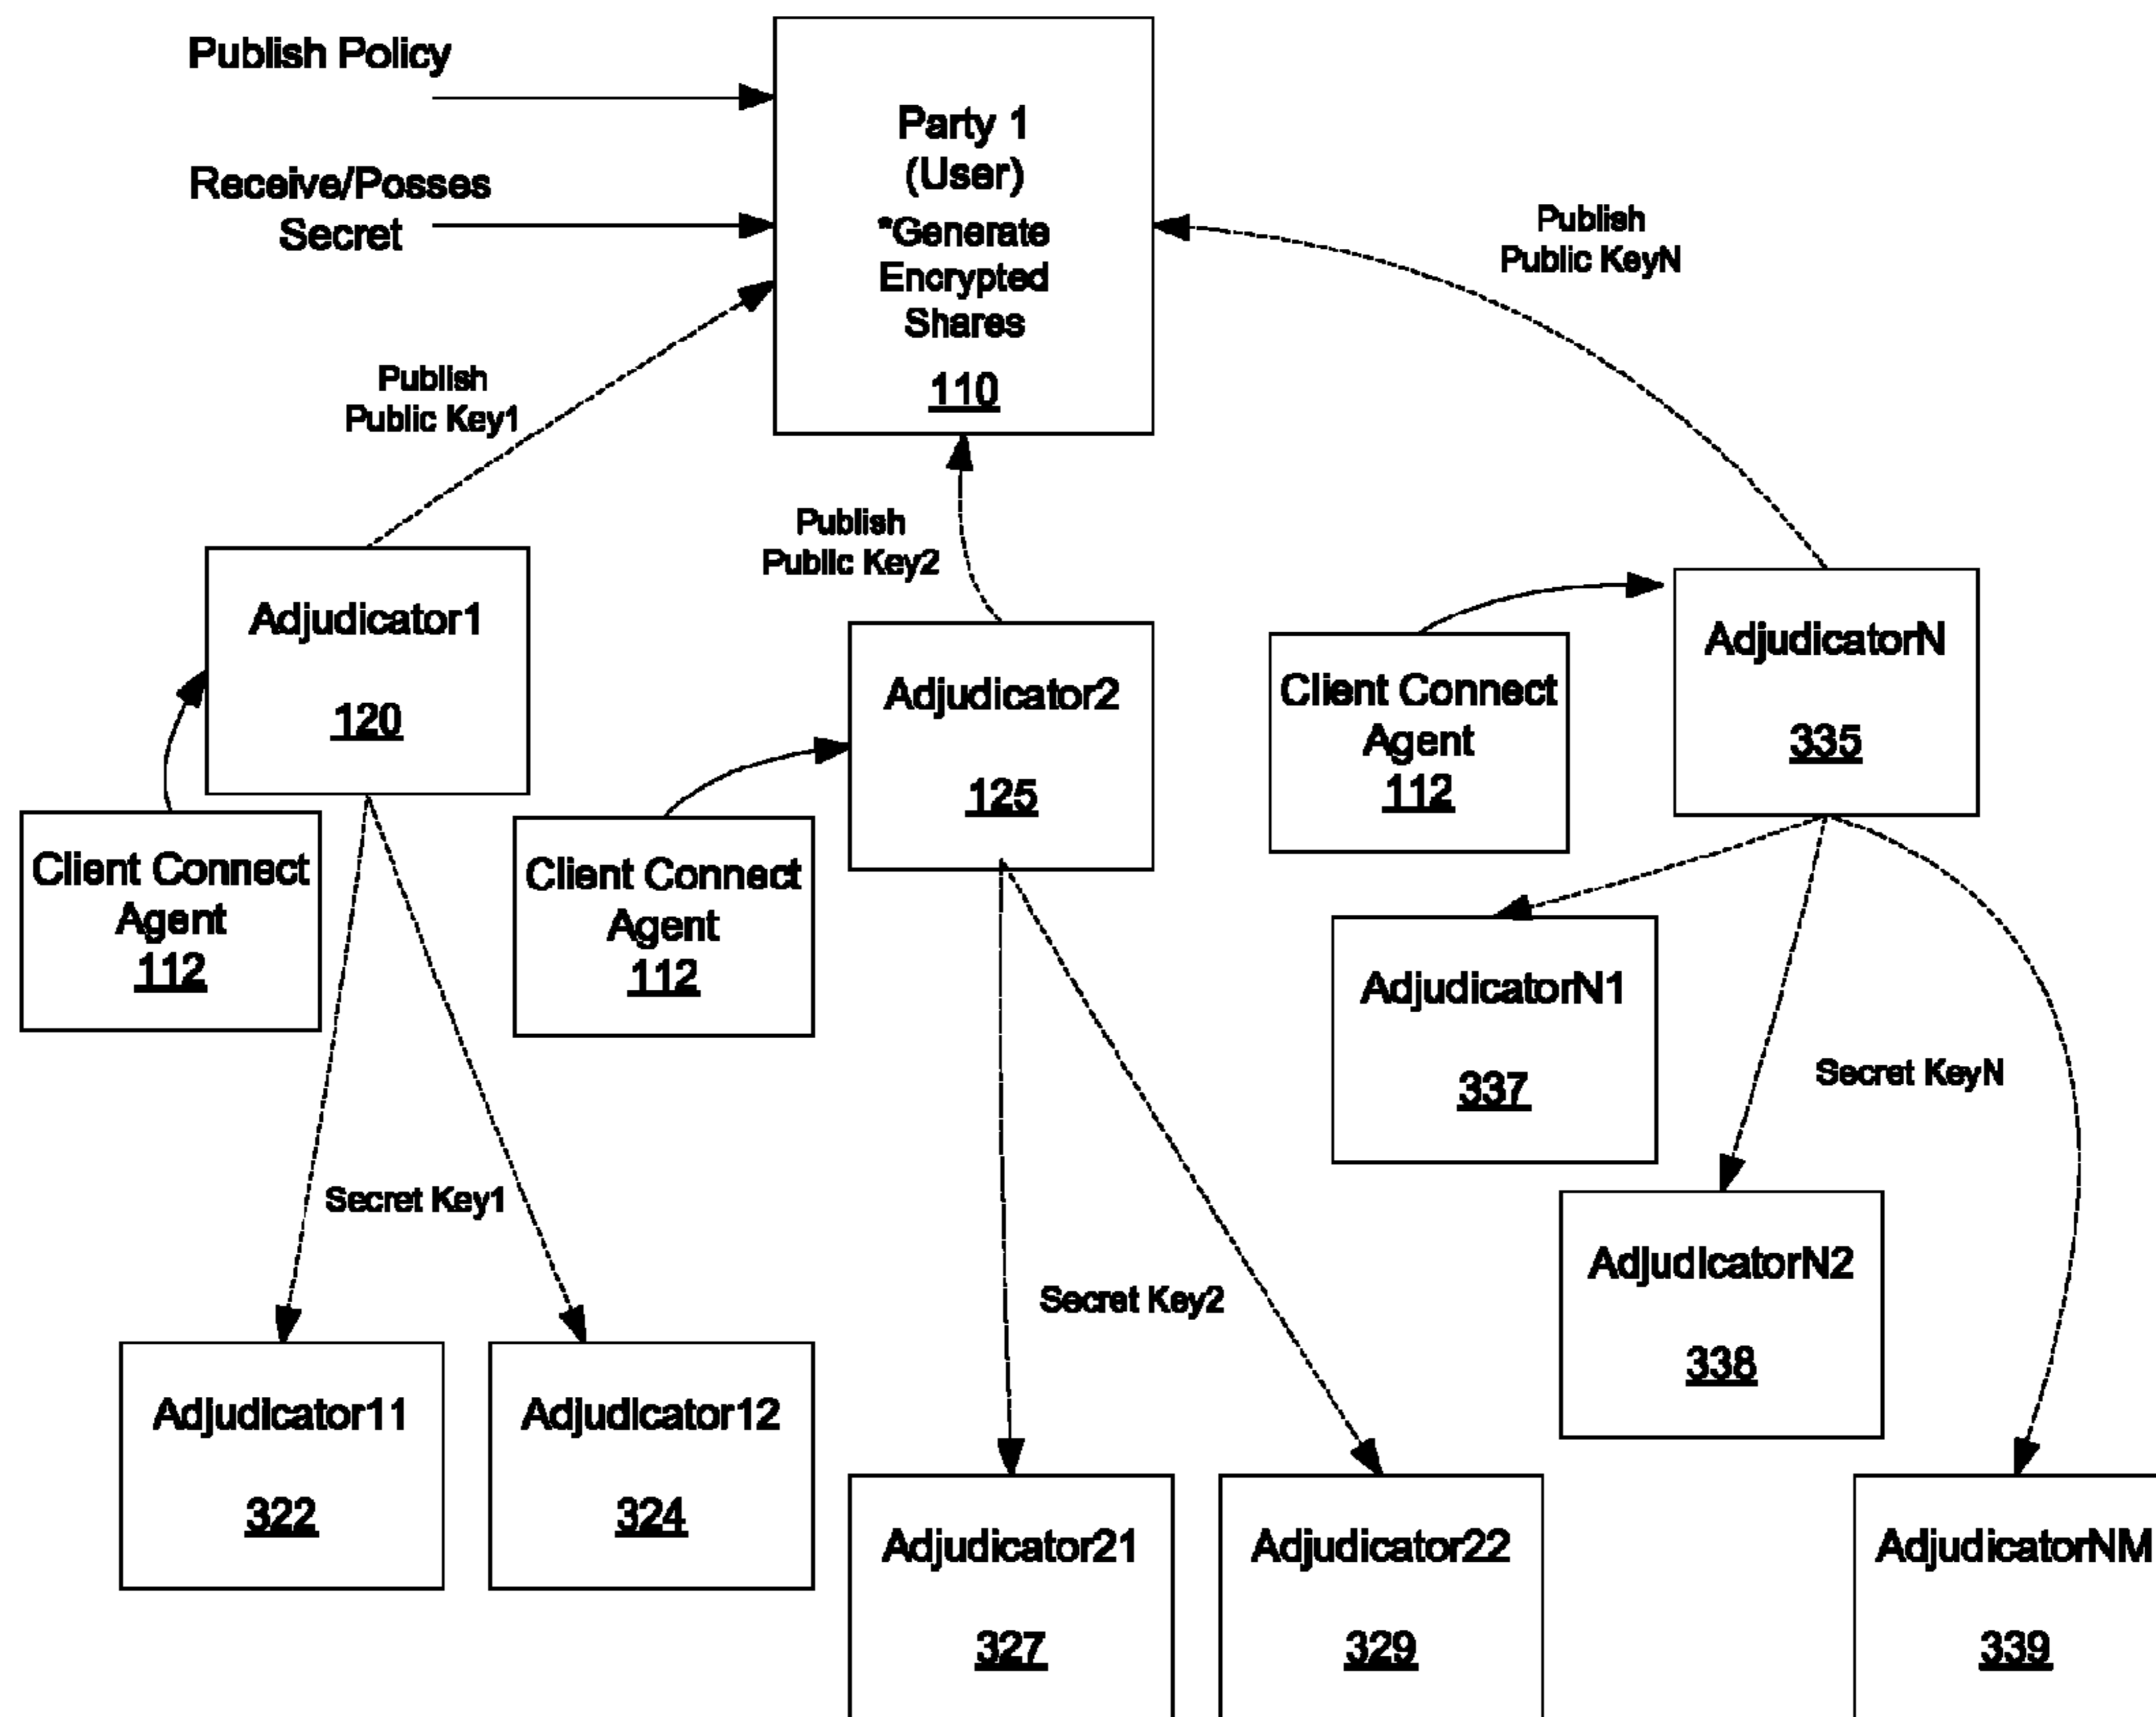 Publish Policy
Receive/Posses
Secret
Party 1
(User)
*Generate
Encrypted
Shares
110
Publish
Public KeyN
Publish
Public Key1
Publish
Public Key2
Adjudicator1
120
Adjudicator2
125
Client Connect
Agent
112
AdjudicatorN
335
Client Connect
Agent
112
Client Connect
Agent
112
AdjudicatorN1
337
Secret KeyN
Secret Key1
AdjudicatorN2
338
Secret Key2
Adjudicator11
322
Adjudicator12
324
Adjudicator21
327
Adjudicator22
329
AdjudicatorNM
339